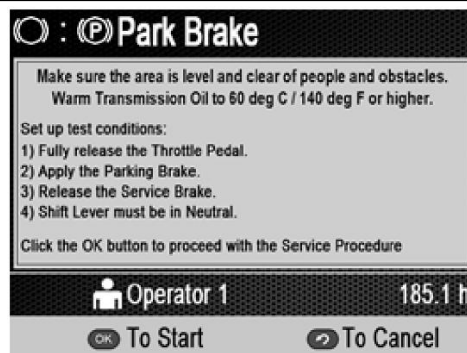 (○) : Ⓟ Park Brake
Make sure the area is level and clear of people and obstacles.
Warm Transmission Oil to 60 deg C / 140 deg F or higher.
Set up test conditions:
1) Fully release the Throttle Pedal.
2) Apply the Parking Brake.
3) Release the Service Brake.
4) Shift Lever must be in Neutral.
Click the OK button to proceed with the Service Procedure
Operator 1 185.1 h
OK To Start To Cancel